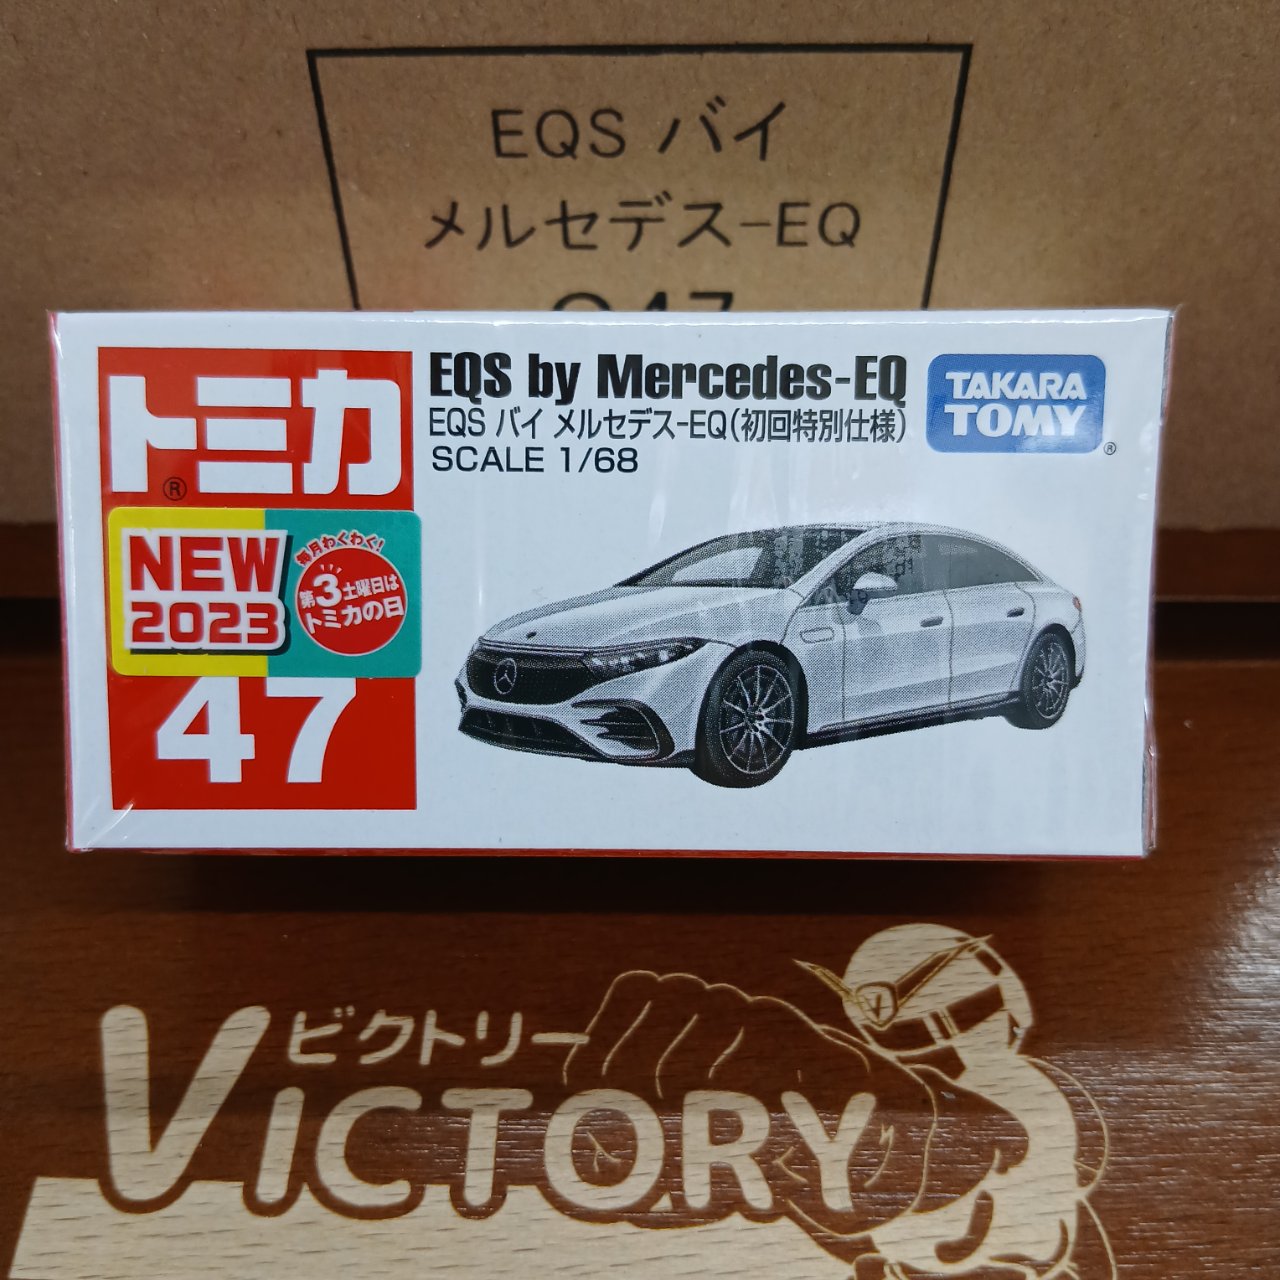 EQS バイ
メルセデス-EQ
トミカ
®
EQS by Mercedes-EQ
EQS バイ メルセデス-EQ(初回特別仕様)
SCALE 1/68
TAKARA
TOMY
®
NEW
2023
毎月わくわく!
第3土曜日は
トミカの日
47
ビクトリー
VICTORY
V